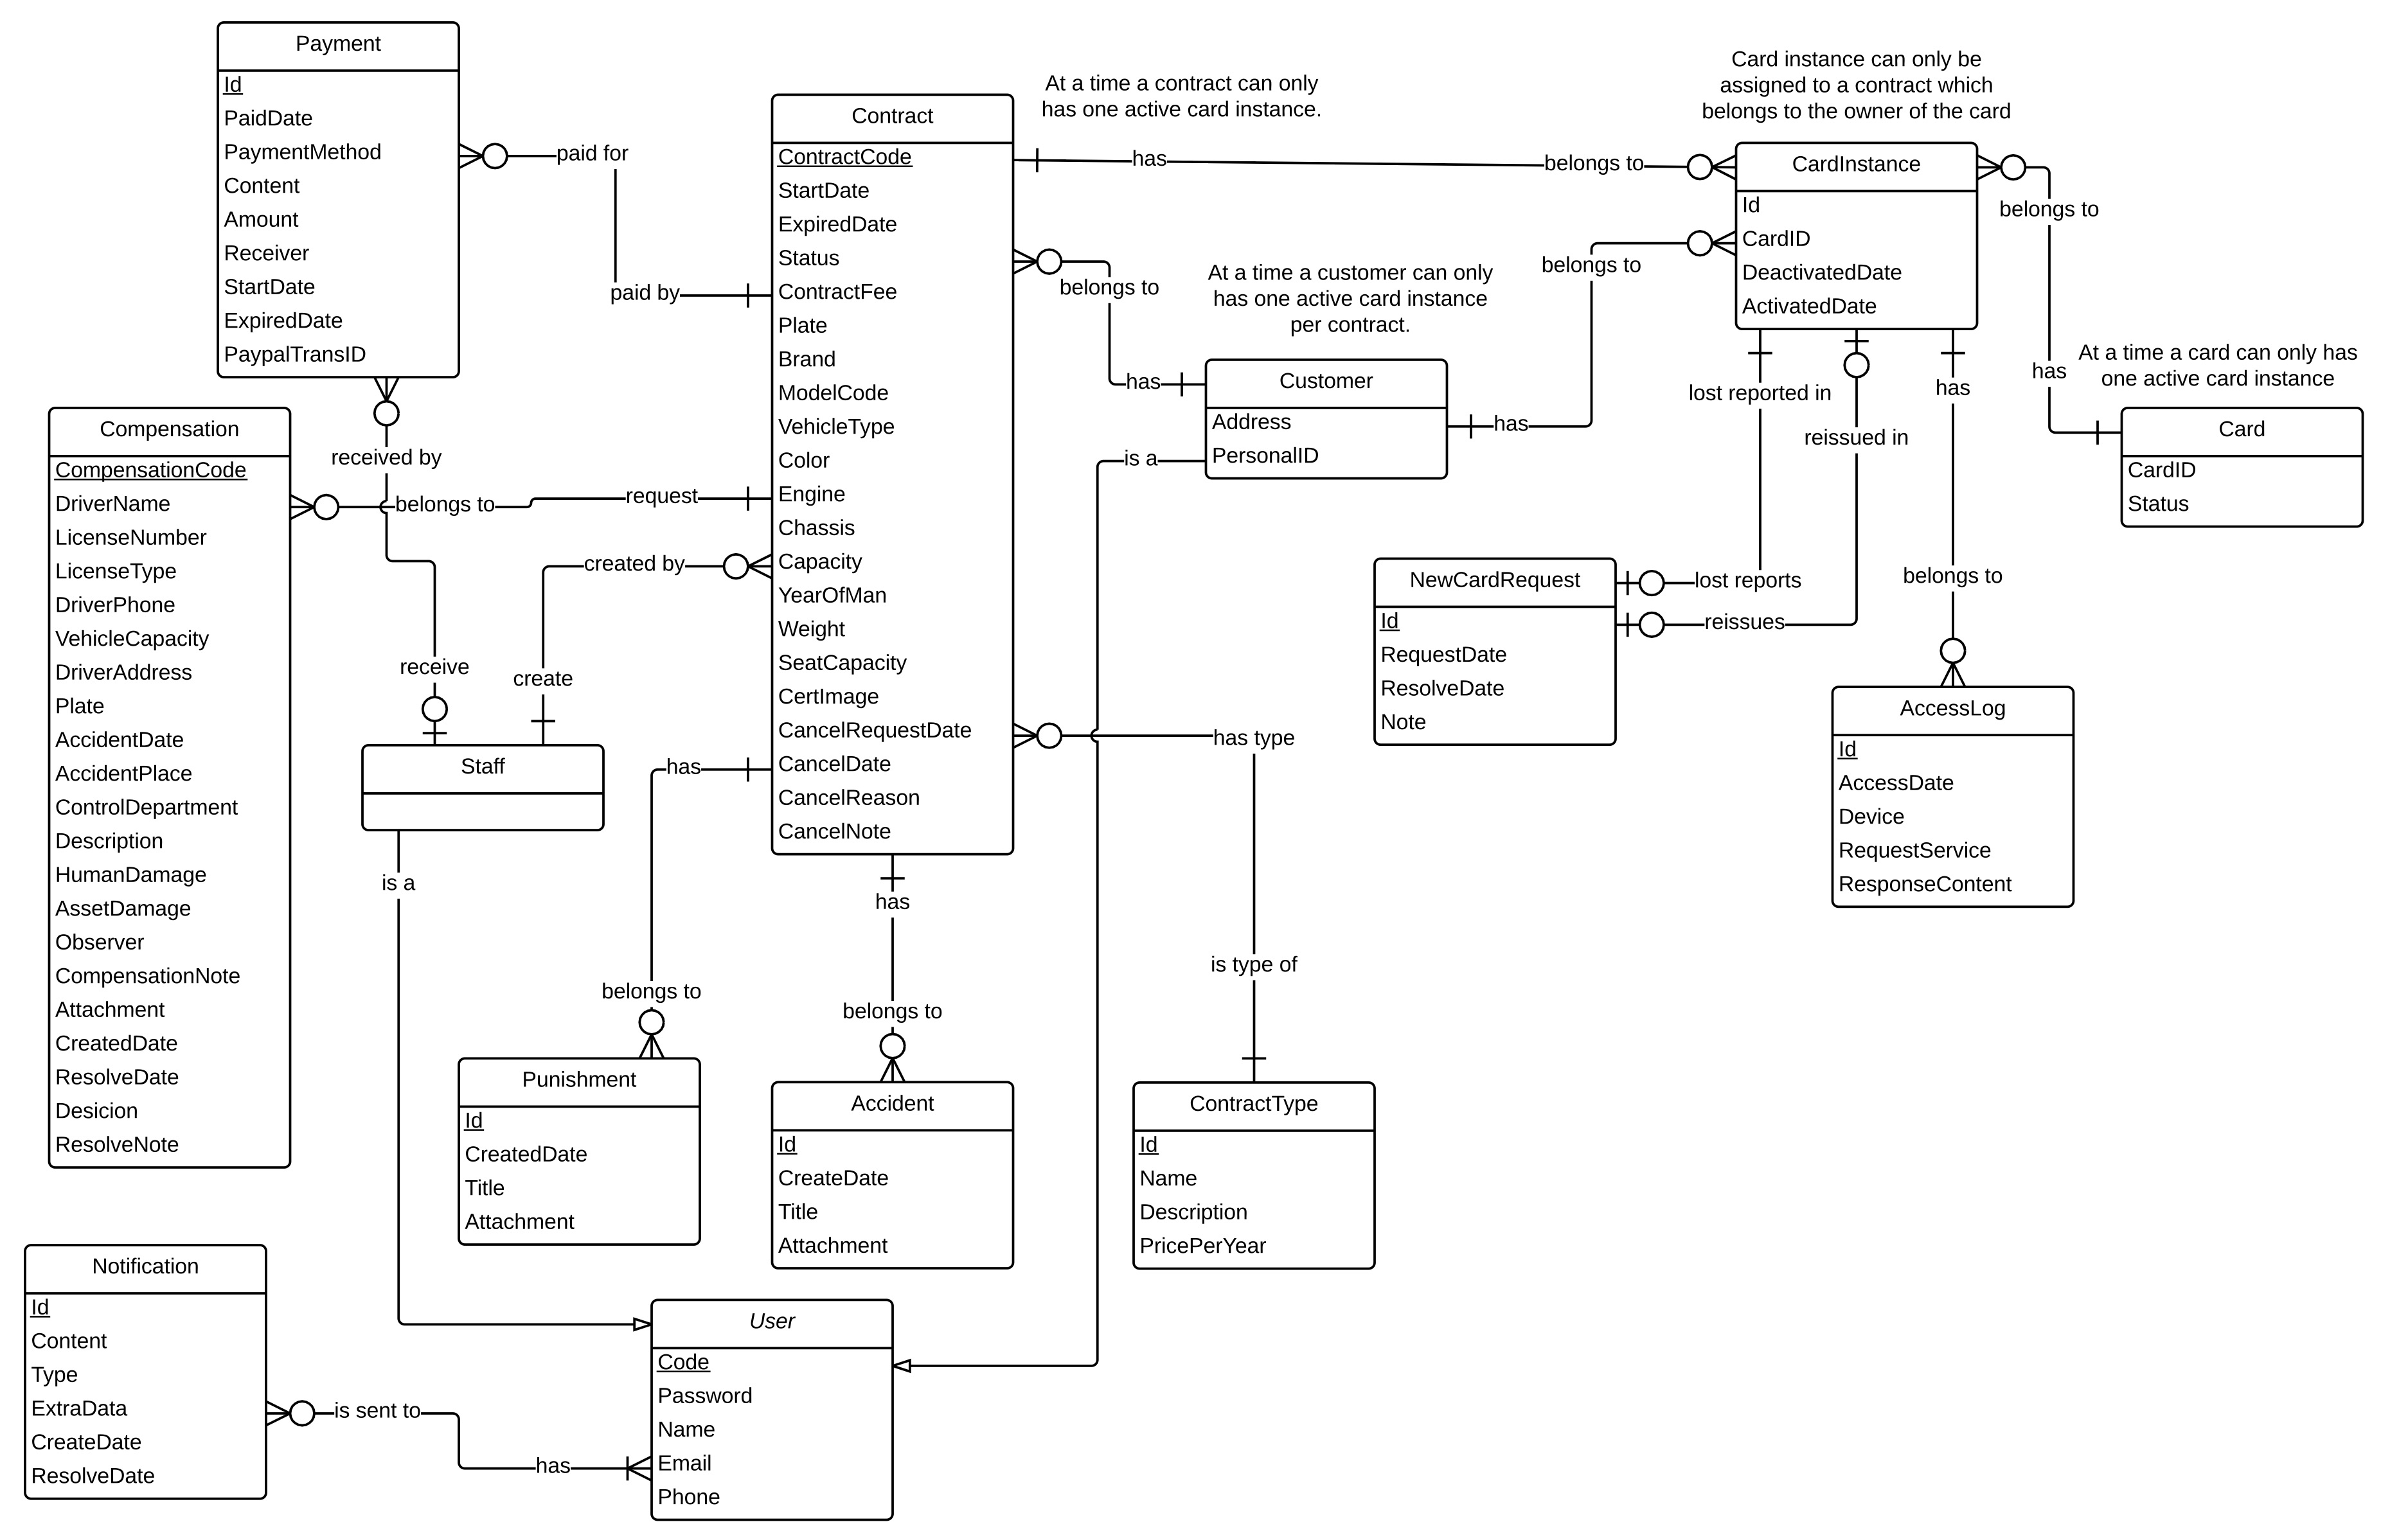 Payment
Id
PaidDate
PaymentMethod
Content
Amount
Receiver
StartDate
ExpiredDate
PaypalTransID
paid for
paid by
received by
receive
Compensation
CompensationCode
DriverName
LicenseNumber
LicenseType
DriverPhone
VehicleCapacity
DriverAddress
Plate
AccidentDate
AccidentPlace
ControlDepartment
Description
HumanDamage
AssetDamage
Observer
CompensationNote
Attachment
CreatedDate
ResolveDate
Desicion
ResolveNote
belongs to
request
created by
create
Staff
is a
Contract
ContractCode
StartDate
ExpiredDate
Status
ContractFee
Plate
Brand
ModelCode
VehicleType
Color
Engine
Chassis
Capacity
YearOfMan
Weight
SeatCapacity
CertImage
CancelRequestDate
CancelDate
CancelReason
CancelNote
At a time a contract can only
has one active card instance.
has
belongs to
belongs to
has
At a time a customer can only
has one active card instance
per contract.
Customer
Address
PersonalID
is a
has
belongs to
Card instance can only be
assigned to a contract which
belongs to the owner of the card
CardInstance
Id
CardID
DeactivatedDate
ActivatedDate
belongs to
has
At a time a card can only has
one active card instance
Card
CardID
Status
lost reported in
lost reports
reissued in
reissues
has
belongs to
NewCardRequest
Id
RequestDate
ResolveDate
Note
AccessLog
Id
AccessDate
Device
RequestService
ResponseContent
has type
is type of
has
belongs to
has
belongs to
Punishment
Id
CreatedDate
Title
Attachment
Accident
Id
CreateDate
Title
Attachment
ContractType
Id
Name
Description
PricePerYear
Notification
Id
Content
Type
ExtraData
CreateDate
ResolveDate
is sent to
has
User
Code
Password
Name
Email
Phone